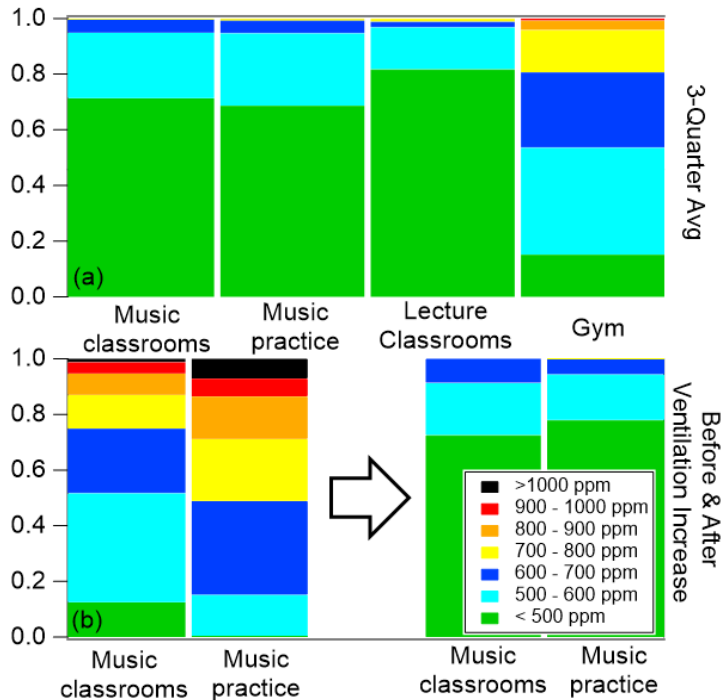 1.0
0.8
0.6
0.4
0.2
0.0
(a)
3-Quarter Avg
Music
classrooms
Music
practice
Lecture
Classrooms
Gym
1.0
0.8
0.6
0.4
0.2
0.0
(b)
>1000 ppm
900 - 1000 ppm
800 - 900 ppm
700 - 800 ppm
600 - 700 ppm
500 - 600 ppm
< 500 ppm
Before & After
Ventilation Increase
Music
classrooms
Music
practice
Music
classrooms
Music
practice